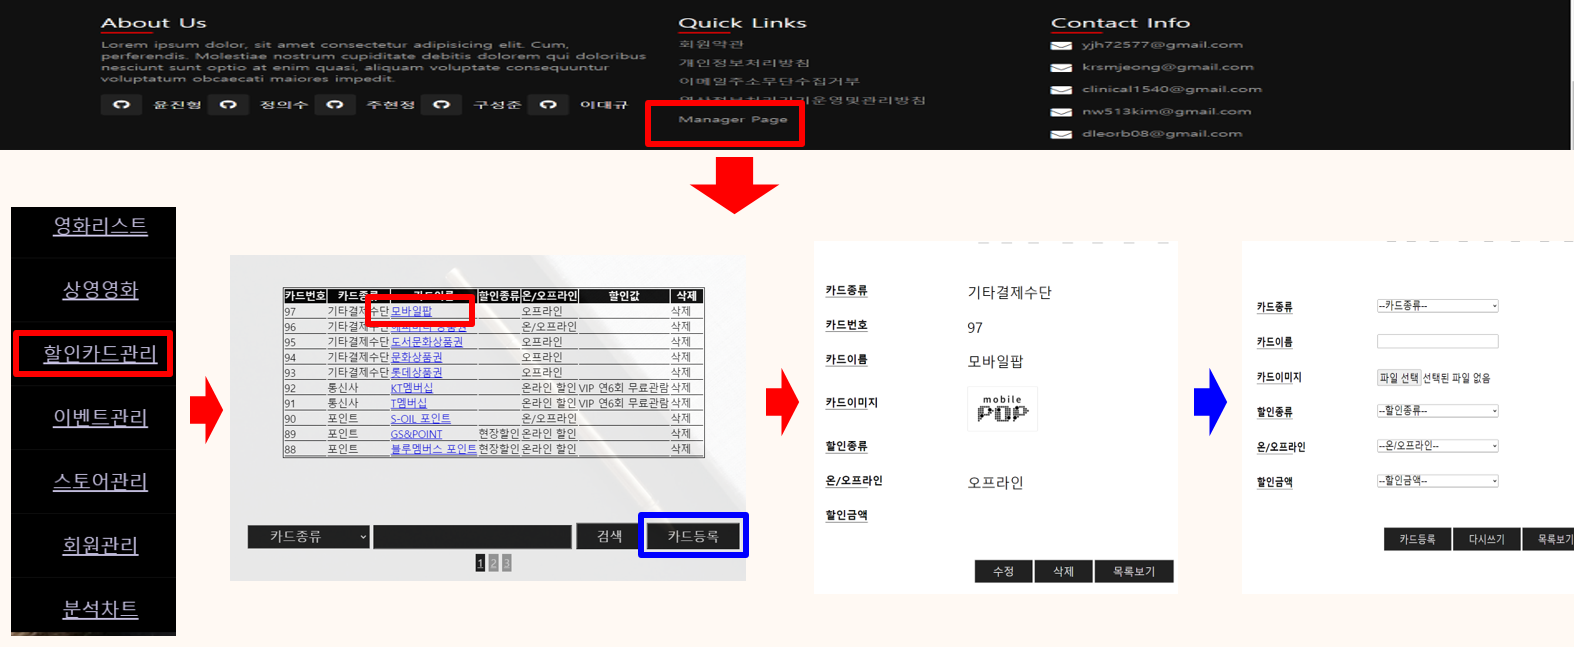 About Us
Lorem ipsum dolor, sit amet consectetur adipisicing elit. Cum,
perferendis. Molestiae nostrum cupiditate debitis dolorem qui doloribus
nesciunt sunt optio at enim quasi, aliquam voluptate consequuntur
voluptatum obcaecati maiores impedit.
윤진형 정의수 주현정 구성준 이대규
Quick Links
회원약관
개인정보처리방침
이메일주소무단수집거부
영상정보처리기기운영및관리방침
Manager Page
Contact Info
yjh72577@gmail.com
krsmjeong@gmail.com
clinical1540@gmail.com
nw513kim@gmail.com
dleorb08@gmail.com
영화리스트
상영영화
할인카드관리
이벤트관리
스토어관리
회원관리
분석차트
카드번호 카드종류 카드이름 할인종류 온/오프라인 할인값 삭제
97 기타결제수단 모바일팝 오프라인 삭제
96 기타결제수단 상품권 온/오프라인 삭제
95 기타결제수단 도서문화상품권 오프라인 삭제
94 기타결제수단 문화상품권 오프라인 삭제
93 기타결제수단 롯데상품권 오프라인 삭제
92 통신사 KT멤버십 온라인 할인 VIP 연6회 무료관람 삭제
91 통신사 T멤버십 온라인 할인 VIP 연6회 무료관람 삭제
90 포인트 S-OIL 포인트 온/오프라인 삭제
89 포인트 GS&POINT 현장할인 온라인 할인 삭제
88 포인트 블루멤버스 포인트 현장할인 온라인 할인 삭제
카드종류 검색 카드등록
1 2 3
카드종류 기타결제수단
카드번호 97
카드이름 모바일팝
카드이미지 mobile POP
할인종류
온/오프라인 오프라인
할인금액
수정 삭제 목록보기
카드종류 --카드종류--
카드이름
카드이미지 파일 선택 선택된 파일 없음
할인종류 --할인종류--
온/오프라인 --온/오프라인--
할인금액 --할인금액--
카드등록 다시쓰기 목록보기